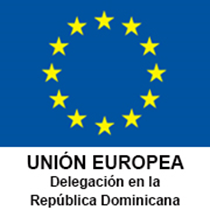 UNIÓN EUROPEA
Delegación en la
República Dominicana